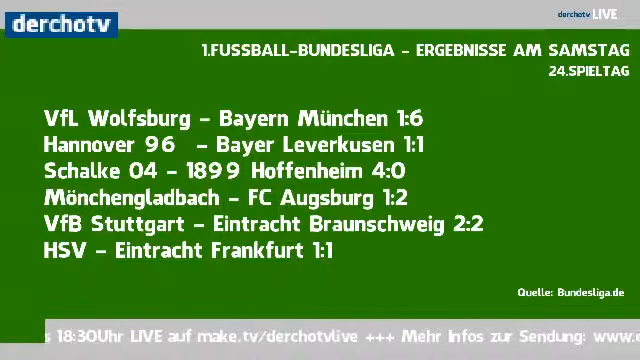 derchotv LIVE
derchotv
1.FUSSBALL-BUNDESLIGA - ERGEBNISSE AM SAMSTAG
24.SPIELTAG
VfL Wolfsburg - Bayern München 1:6
Hannover 96 - Bayer Leverkusen 1:1
Schalke 04 - 1899 Hoffenheim 4:0
Mönchengladbach - FC Augsburg 1:2
VfB Stuttgart - Eintracht Braunschweig 2:2
HSV - Eintracht Frankfurt 1:1
Quelle: Bundesliga.de
18:30Uhr LIVE auf make.tv/derchotvlive +++ Mehr Infos zur Sendung: www.